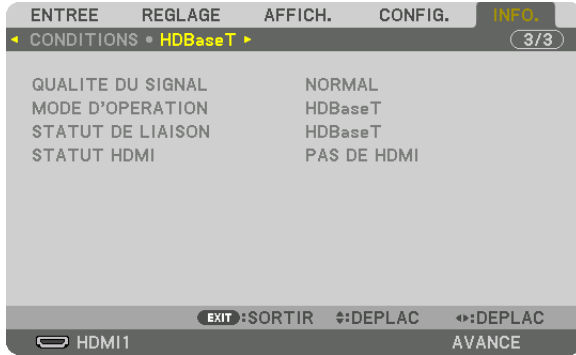 ENTREE REGLAGE AFFICH. CONFIG. INFO.
CONDITIONS • HDBaseT 3/3
QUALITE DU SIGNAL NORMAL
MODE D'OPERATION HDBaseT
STATUT DE LIAISON HDBaseT
STATUT HDMI PAS DE HDMI
EXIT :SORTIR :DEPLAC :DEPLAC
HDMI1 AVANCE